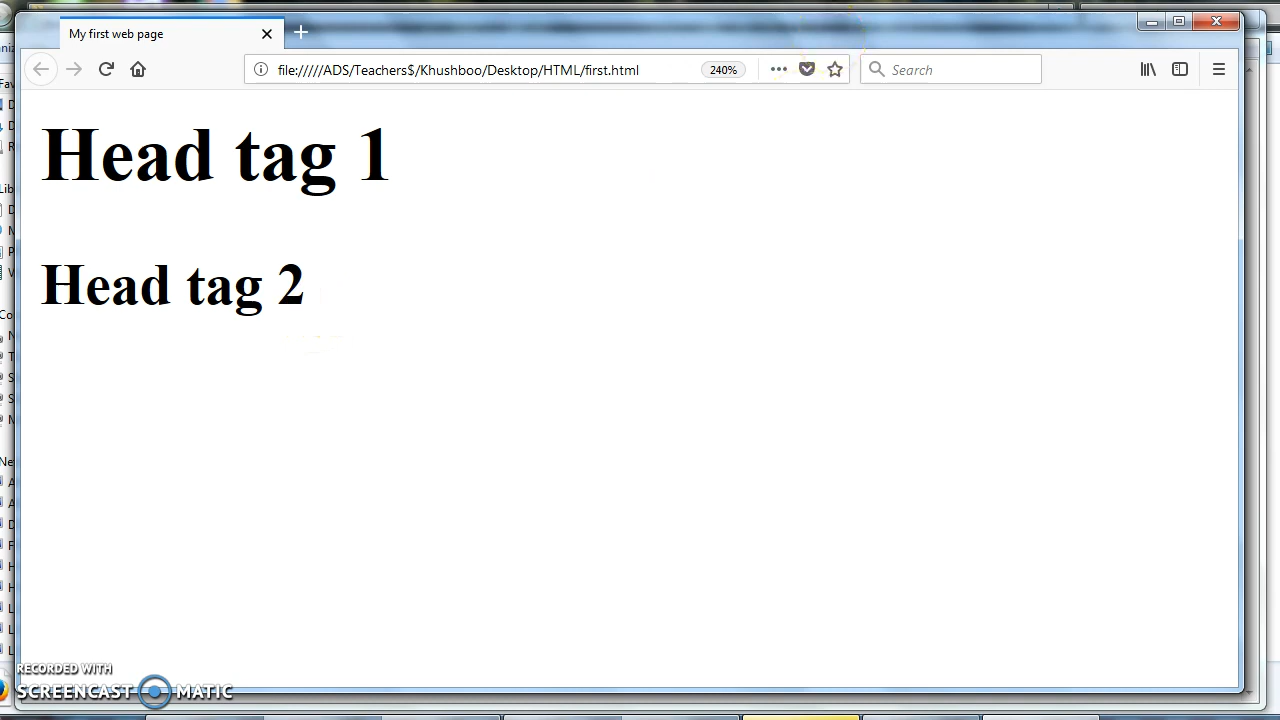 My first web page
file://///ADS/Teachers$/Khushboo/Desktop/HTML/first.html
240%
Search
Head tag 1
Head tag 2
RECORDED WITH
SCREENCAST MATIC